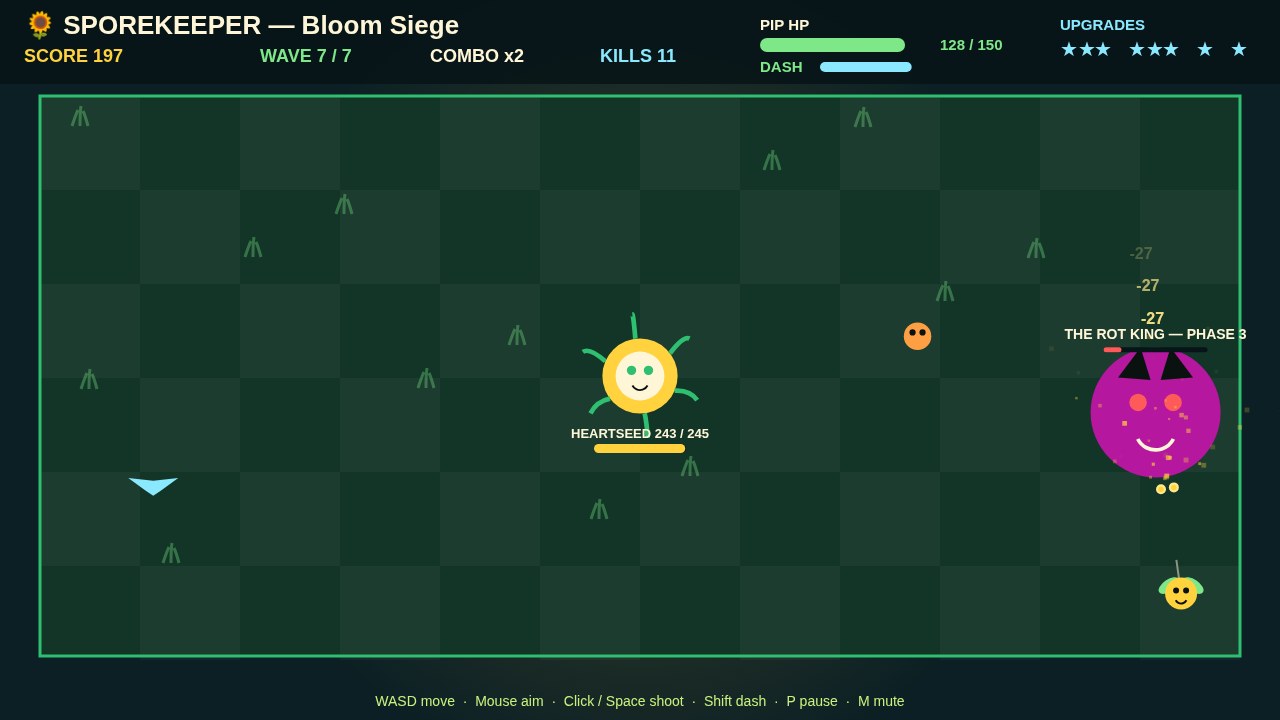 🌻 SPOREKEEPER — Bloom Siege
SCORE 197
WAVE 7 / 7
COMBO x2
KILLS 11
PIP HP
128 / 150
DASH
UPGRADES
★★★ ★★★ ★ ★
-27
-27
-27
THE ROT KING — PHASE 3
HEARTSEED 243 / 245
WASD move · Mouse aim · Click / Space shoot · Shift dash · P pause · M mute